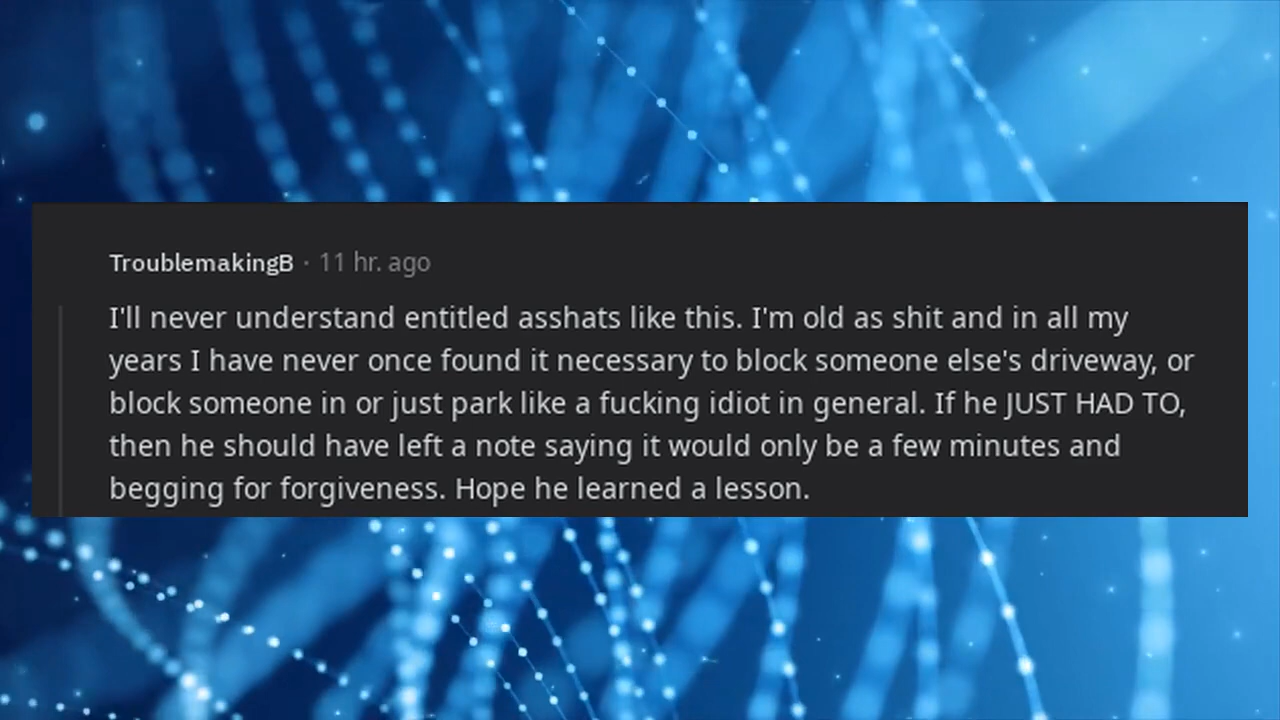 TroublemakingB · 11 hr. ago
I'll never understand entitled asshats like this. I'm old as shit and in all my
years I have never once found it necessary to block someone else's driveway, or
block someone in or just park like a fucking idiot in general. If he JUST HAD TO,
then he should have left a note saying it would only be a few minutes and
begging for forgiveness. Hope he learned a lesson.